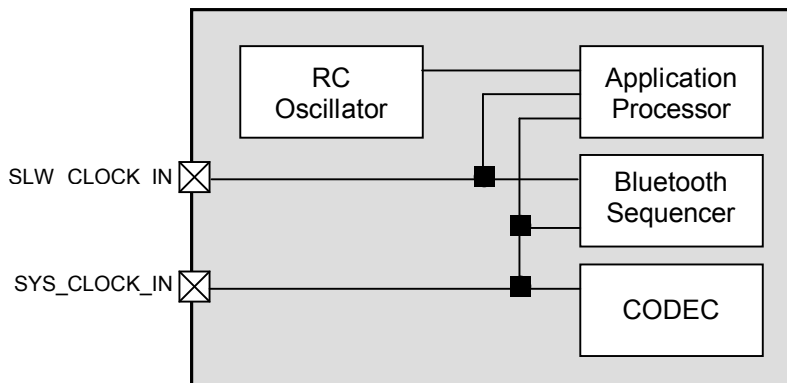 RC
Oscillator
Application
Processor
SLW CLOCK IN
Bluetooth
Sequencer
SYS_CLOCK_IN
CODEC